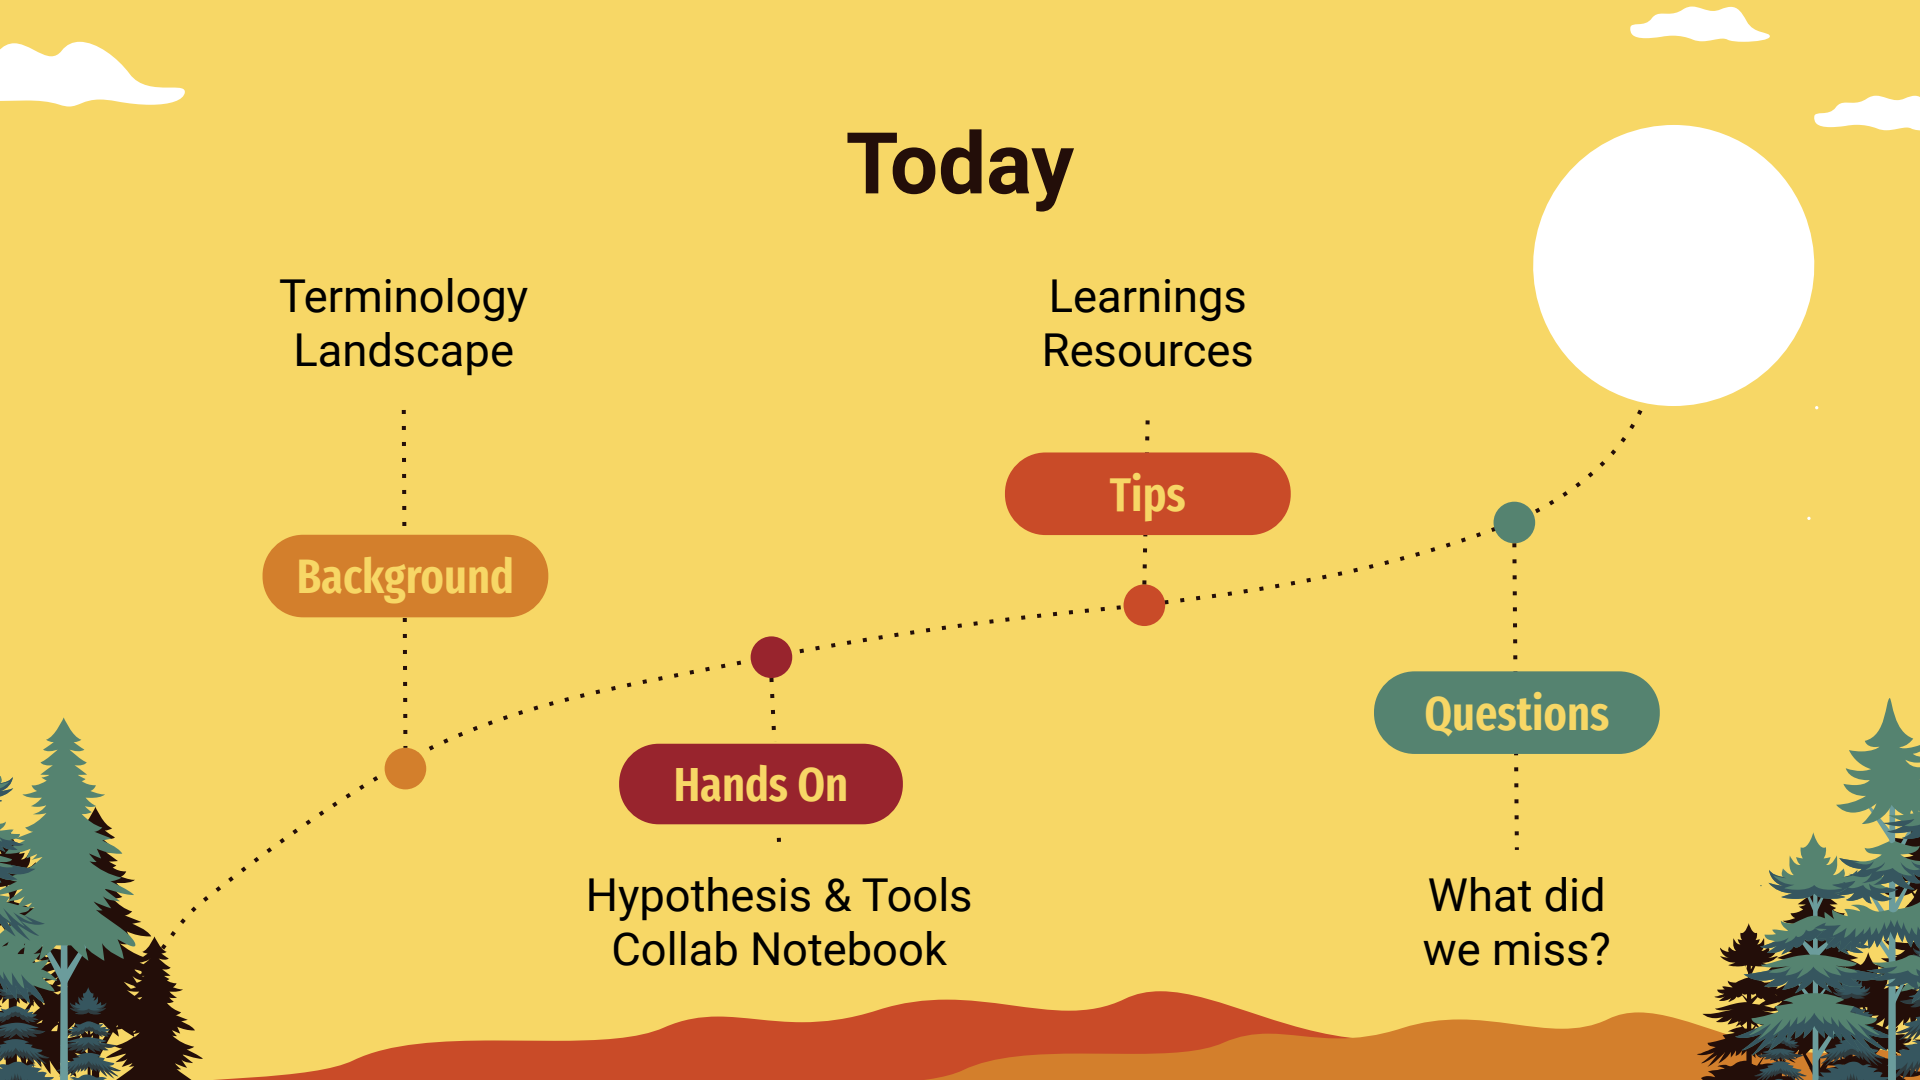 Today
Terminology
Landscape
Background
Hands On
Hypothesis & Tools
Collab Notebook
Learnings
Resources
Tips
Questions
What did
we miss?